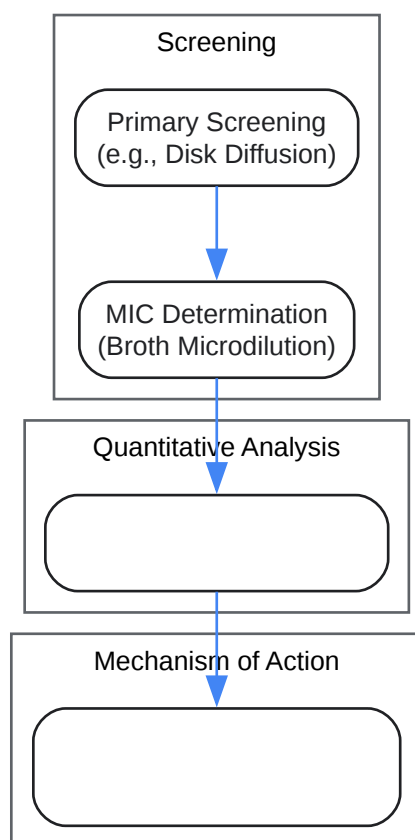 Screening
Primary Screening
(e.g., Disk Diffusion)
MIC Determination
(Broth Microdilution)
Quantitative Analysis
Mechanism of Action